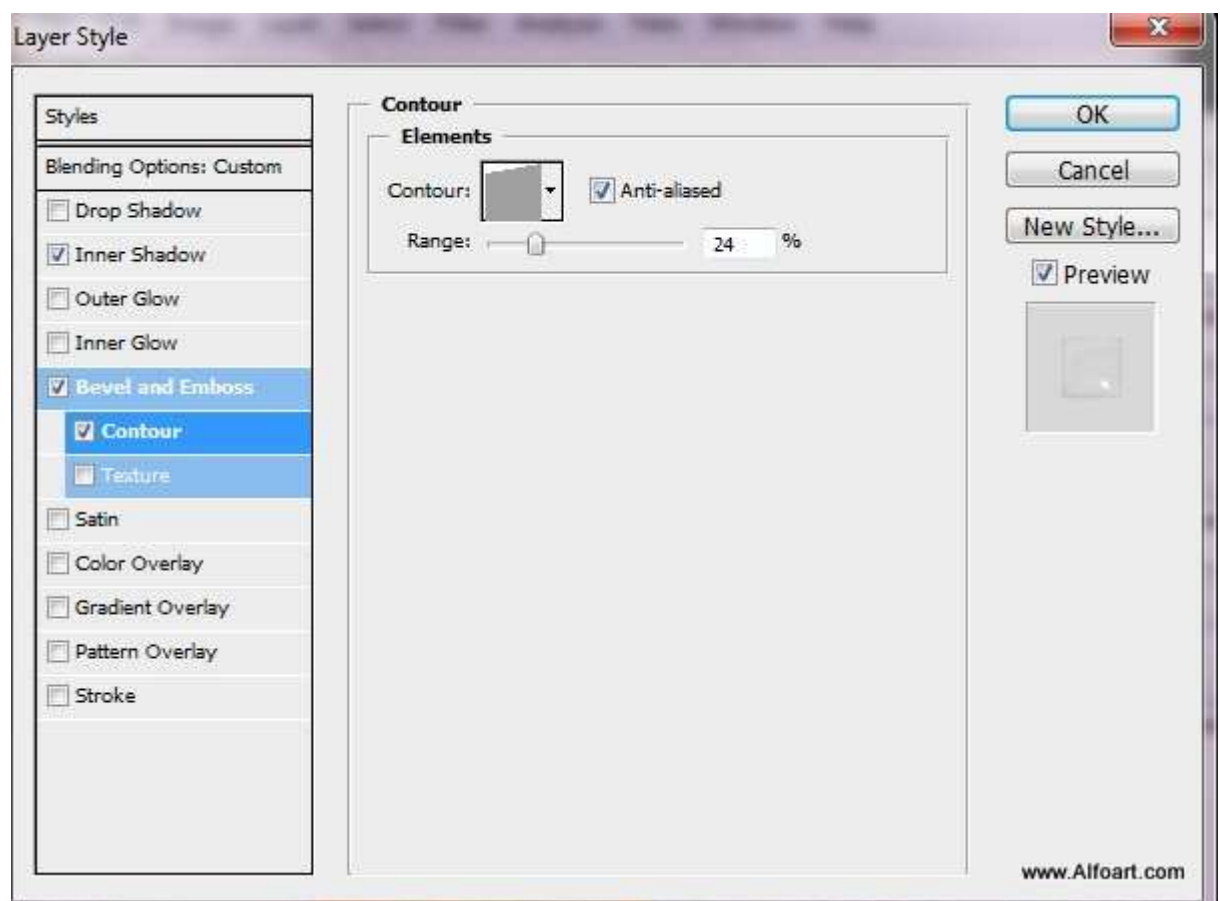 Layer Style
Styles
Blending Options: Custom
Drop Shadow
Inner Shadow
Outer Glow
Inner Glow
Bevel and Emboss
Contour
Texture
Satin
Color Overlay
Gradient Overlay
Pattern Overlay
Stroke
Contour
Elements
Contour:
Anti-aliased
Range: 24 %
OK
Cancel
New Style...
Preview
www.Alfoart.com